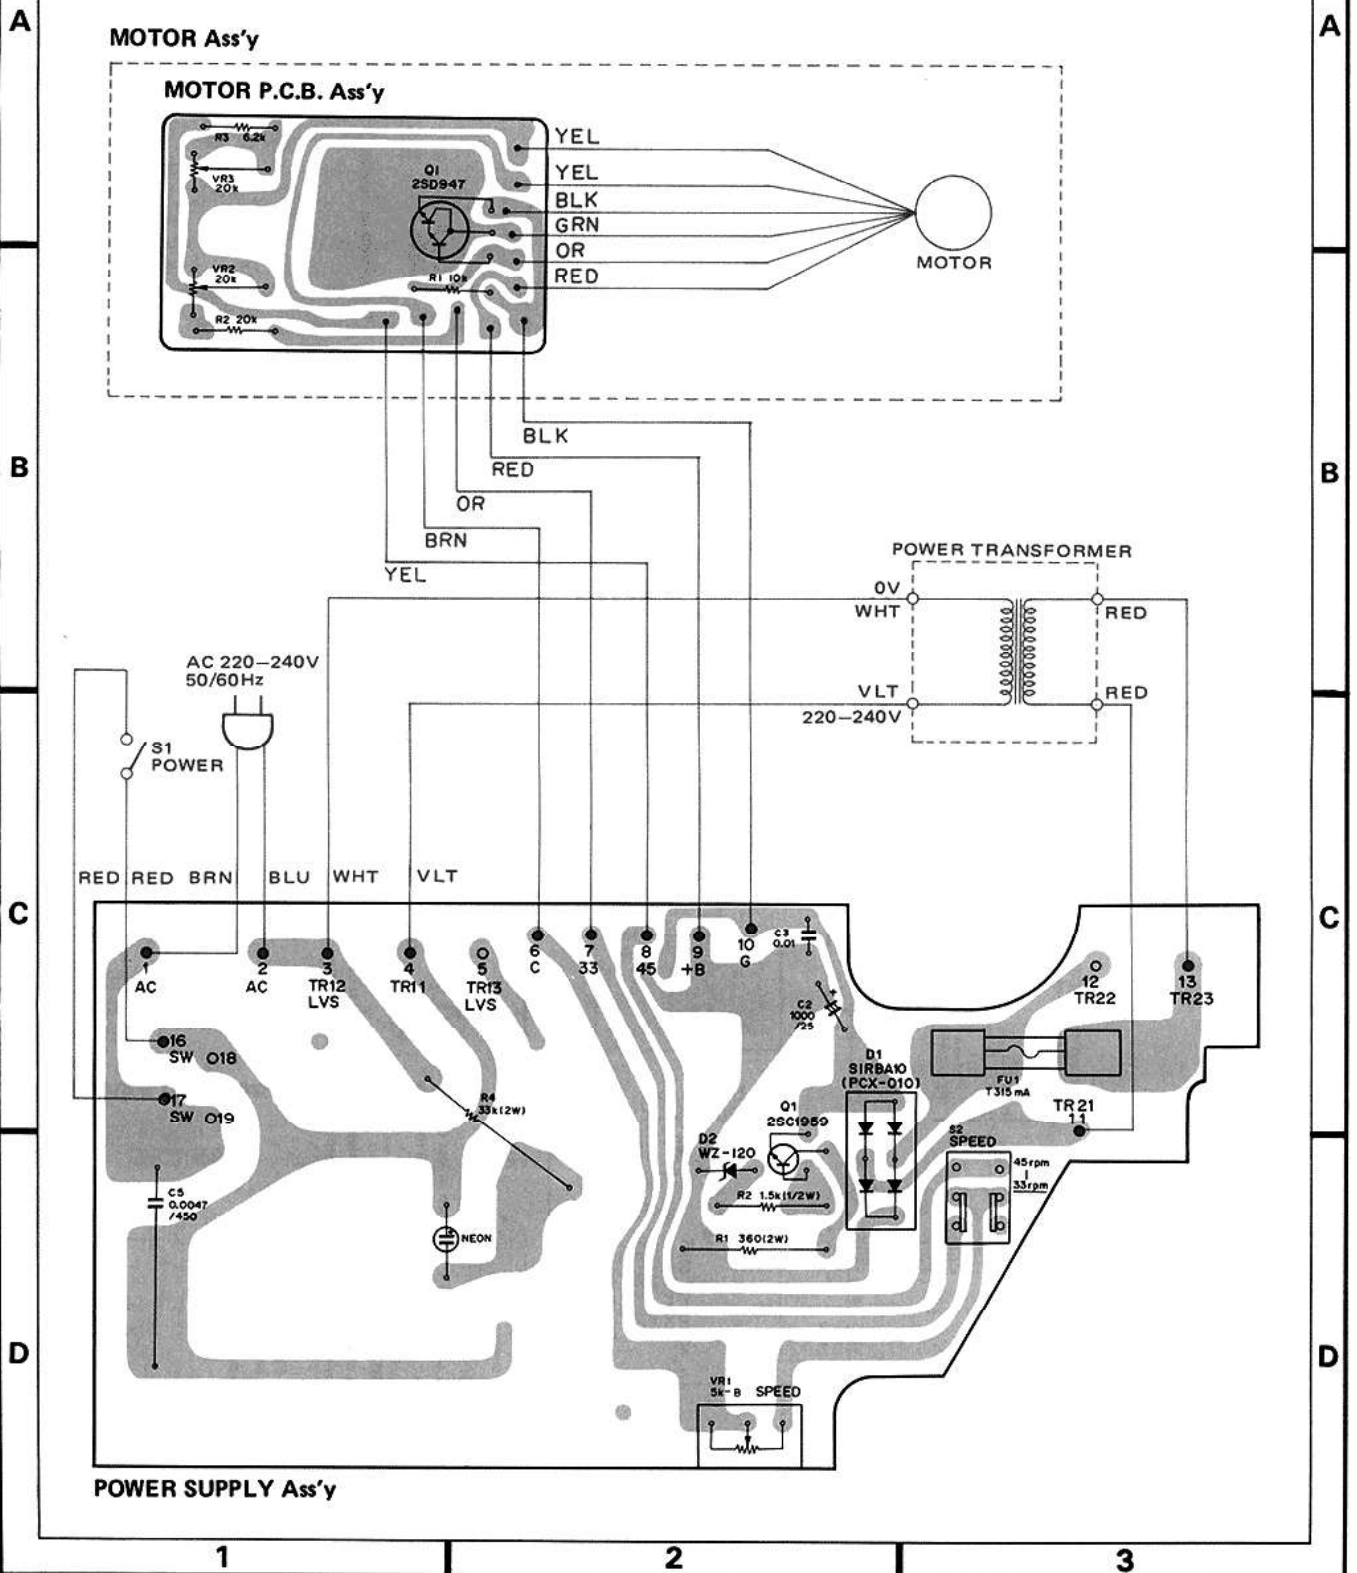 A
A
MOTOR Ass'y
MOTOR P.C.B. Ass'y
R3 6.2k
VR3
20k
Q1
2SD947
YEL
YEL
BLK
GRN
OR
RED
MOTOR
VR2
20k
R1 10k
R2 20k
B
B
BLK
RED
OR
BRN
YEL
POWER TRANSFORMER
0V
WHT
RED
VLT
220–240V
RED
AC 220–240V
50/60Hz
S1
POWER
RED RED BRN BLU WHT VLT
C
C
1
AC
2
AC
3
TR12
LVS
4
TR11
5
TR13
LVS
6
C
7
33
8
45
9
+B
10
G
C3
0.01
12
TR22
13
TR23
C2
1000
/25
+
16
SW O18
17
SW O19
R4
33k(2W)
D1
SIRBA10
(PCX-010)
FU1
T315mA
TR21
11
Q1
2SC1959
D2
WZ-120
S2
SPEED
45rpm
33rpm
C5
0.0047
/450
R2 1.5k(1/2W)
NEON
R1 360(2W)
D
D
VR1
5k-B SPEED
POWER SUPPLY Ass'y
1
2
3